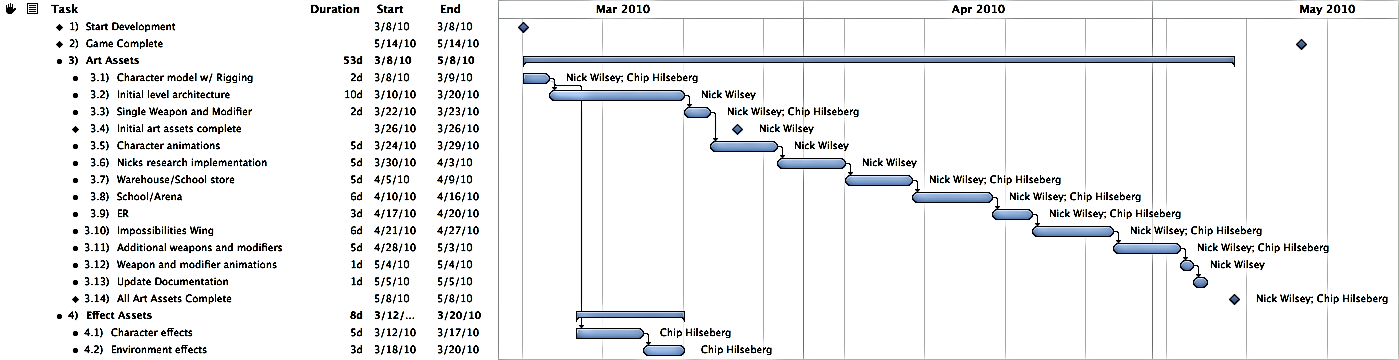 Task Duration Start End Mar 2010 Apr 2010 May 2010
1) Start Development 3/8/10 3/8/10
2) Game Complete 5/14/10 5/14/10
3) Art Assets 53d 3/8/10 5/8/10
3.1) Character model w/ Rigging 2d 3/8/10 3/9/10 Nick Wilsey; Chip Hilseberg
3.2) Initial level architecture 10d 3/10/10 3/20/10 Nick Wilsey
3.3) Single Weapon and Modifier 2d 3/22/10 3/23/10 Nick Wilsey; Chip Hilseberg
3.4) Initial art assets complete 3/26/10 3/26/10 Nick Wilsey
3.5) Character animations 5d 3/24/10 3/29/10 Nick Wilsey
3.6) Nicks research implementation 5d 3/30/10 4/3/10 Nick Wilsey
3.7) Warehouse/School store 5d 4/5/10 4/9/10 Nick Wilsey; Chip Hilseberg
3.8) School/Arena 6d 4/10/10 4/16/10 Nick Wilsey; Chip Hilseberg
3.9) ER 3d 4/17/10 4/20/10 Nick Wilsey; Chip Hilseberg
3.10) Impossibilities Wing 6d 4/21/10 4/27/10 Nick Wilsey; Chip Hilseberg
3.11) Additional weapons and modifiers 5d 4/28/10 5/3/10 Nick Wilsey; Chip Hilseberg
3.12) Weapon and modifier animations 1d 5/4/10 5/4/10 Nick Wilsey
3.13) Update Documentation 1d 5/5/10 5/5/10
3.14) All Art Assets Complete 5/8/10 5/8/10 Nick Wilsey; Chip Hilseberg
4) Effect Assets 8d 3/12/... 3/20/10
4.1) Character effects 5d 3/12/10 3/17/10 Chip Hilseberg
4.2) Environment effects 3d 3/18/10 3/20/10 Chip Hilseberg